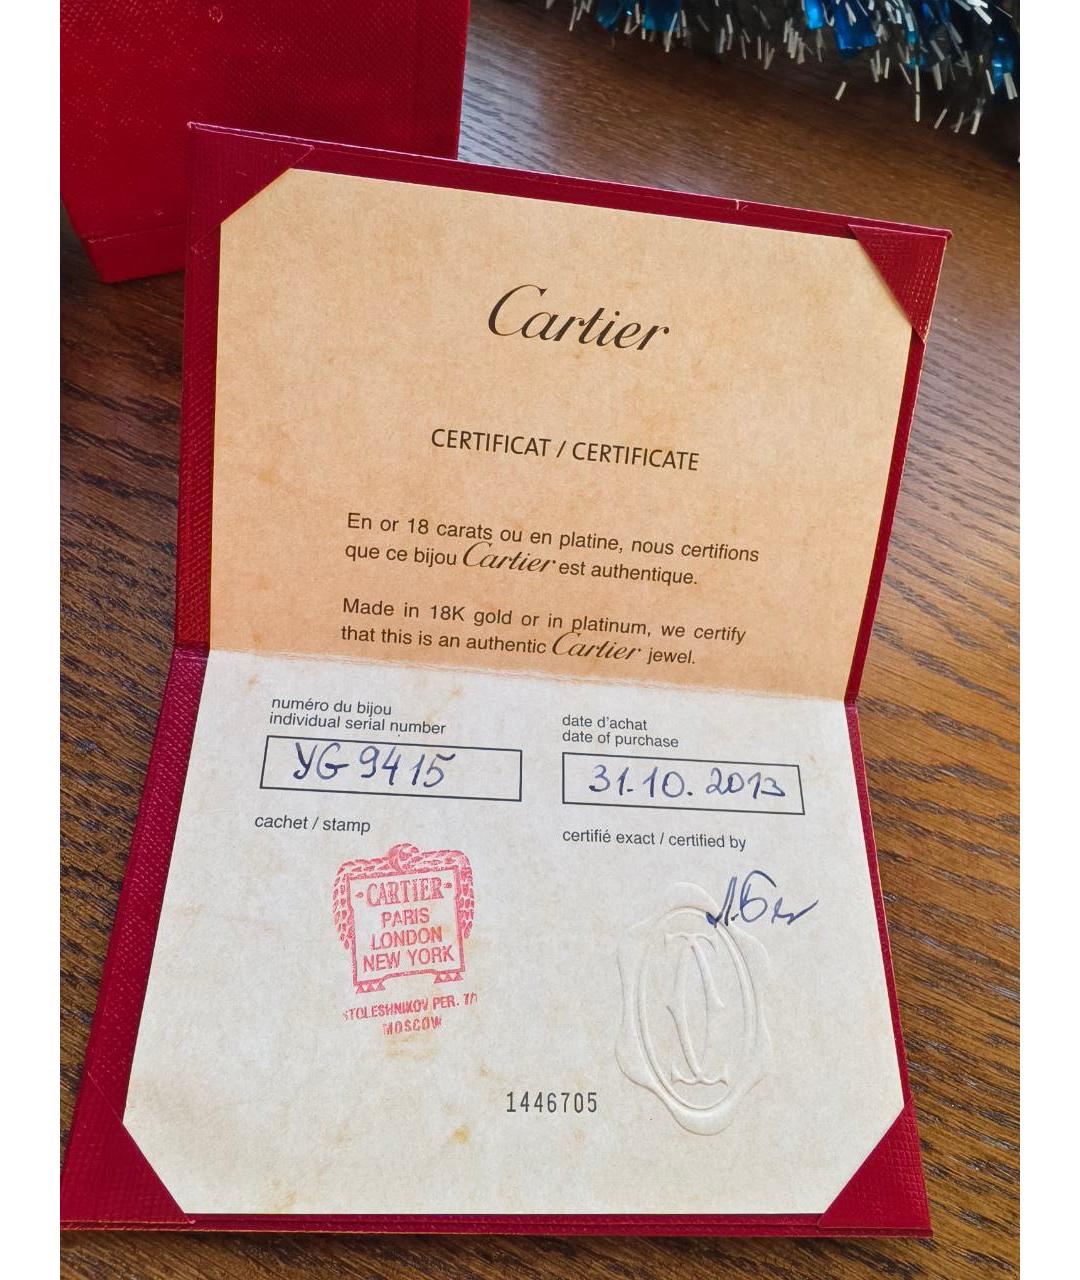 Cartier
CERTIFICAT / CERTIFICATE
En or 18 carats ou en platine, nous certifions
que ce bijou Cartier est authentique.
Made in 18K gold or in platinum, we certify
that this is an authentic Cartier jewel.
numéro du bijou
individual serial number
YG 9415
date d'achat
date of purchase
31.10.2013
cachet / stamp
certifié exact / certified by
CARTIER
PARIS
LONDON
NEW YORK
STOLESHNIKOV PER.
MOSCOW
1446705